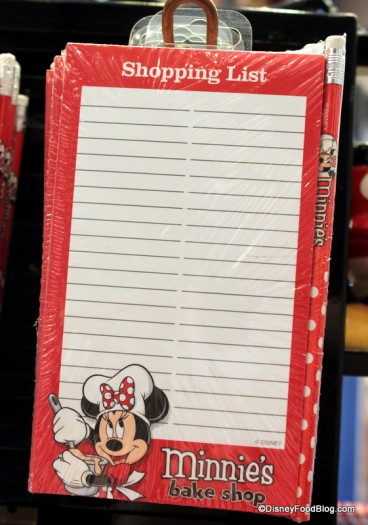 Shopping List
© DISNEY
Minnie's
bake shop
Minnie's
©DisneyFoodBlog.com